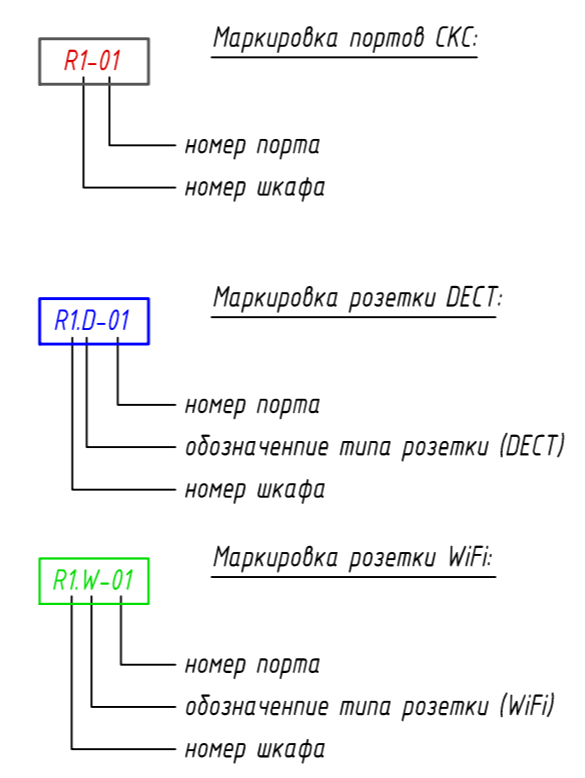 Маркировка портов СКС:
R1-01
номер порта
номер шкафа
Маркировка розетки DECT:
R1.D-01
номер порта
обозначенпие типа розетки (DECT)
номер шкафа
Маркировка розетки WiFi:
R1.W-01
номер порта
обозначенпие типа розетки (WiFi)
номер шкафа